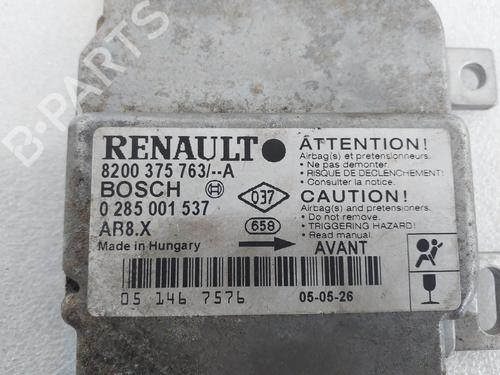 RENAULT
8200 375 763/--A
BOSCH
0 285 001 537
AR8.X
Made in Hungary
037
658
ATTENTION!
Airbag(s) et pretensionneurs.
• Ne pas demonter.
• RISQUE DE DECLENCHEMENT!
• Consulter la notice.
CAUTION!
Airbag(s) and pretensioners.
• Do not remove.
• TRIGGERING HAZARD!
• Read manual.
AVANT
05 146 7576
05-05-26
B-PARTS